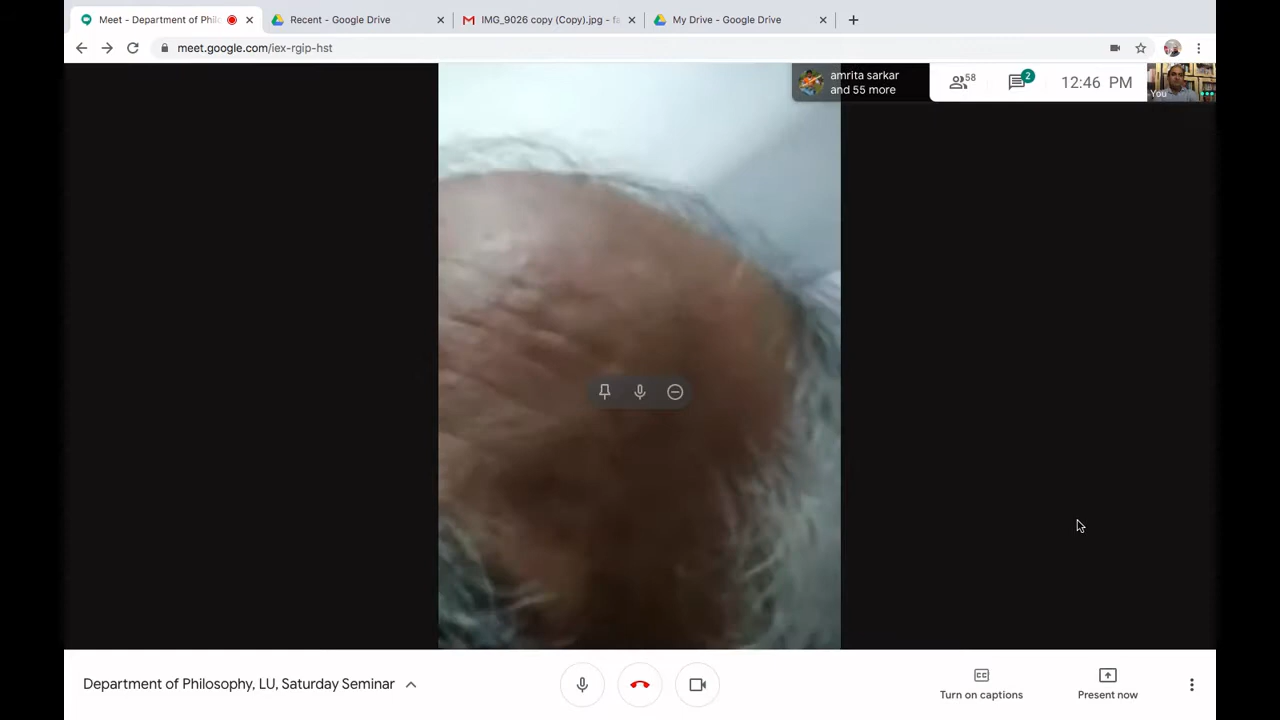 Meet - Department of Phil
Recent - Google Drive
IMG_9026 copy (Copy).jpg - fa
My Drive - Google Drive
meet.google.com/iex-rgip-hst
amrita sarkar
and 55 more
58
2
12:46 PM
You
Department of Philosophy, LU, Saturday Seminar
CC
Turn on captions
Present now